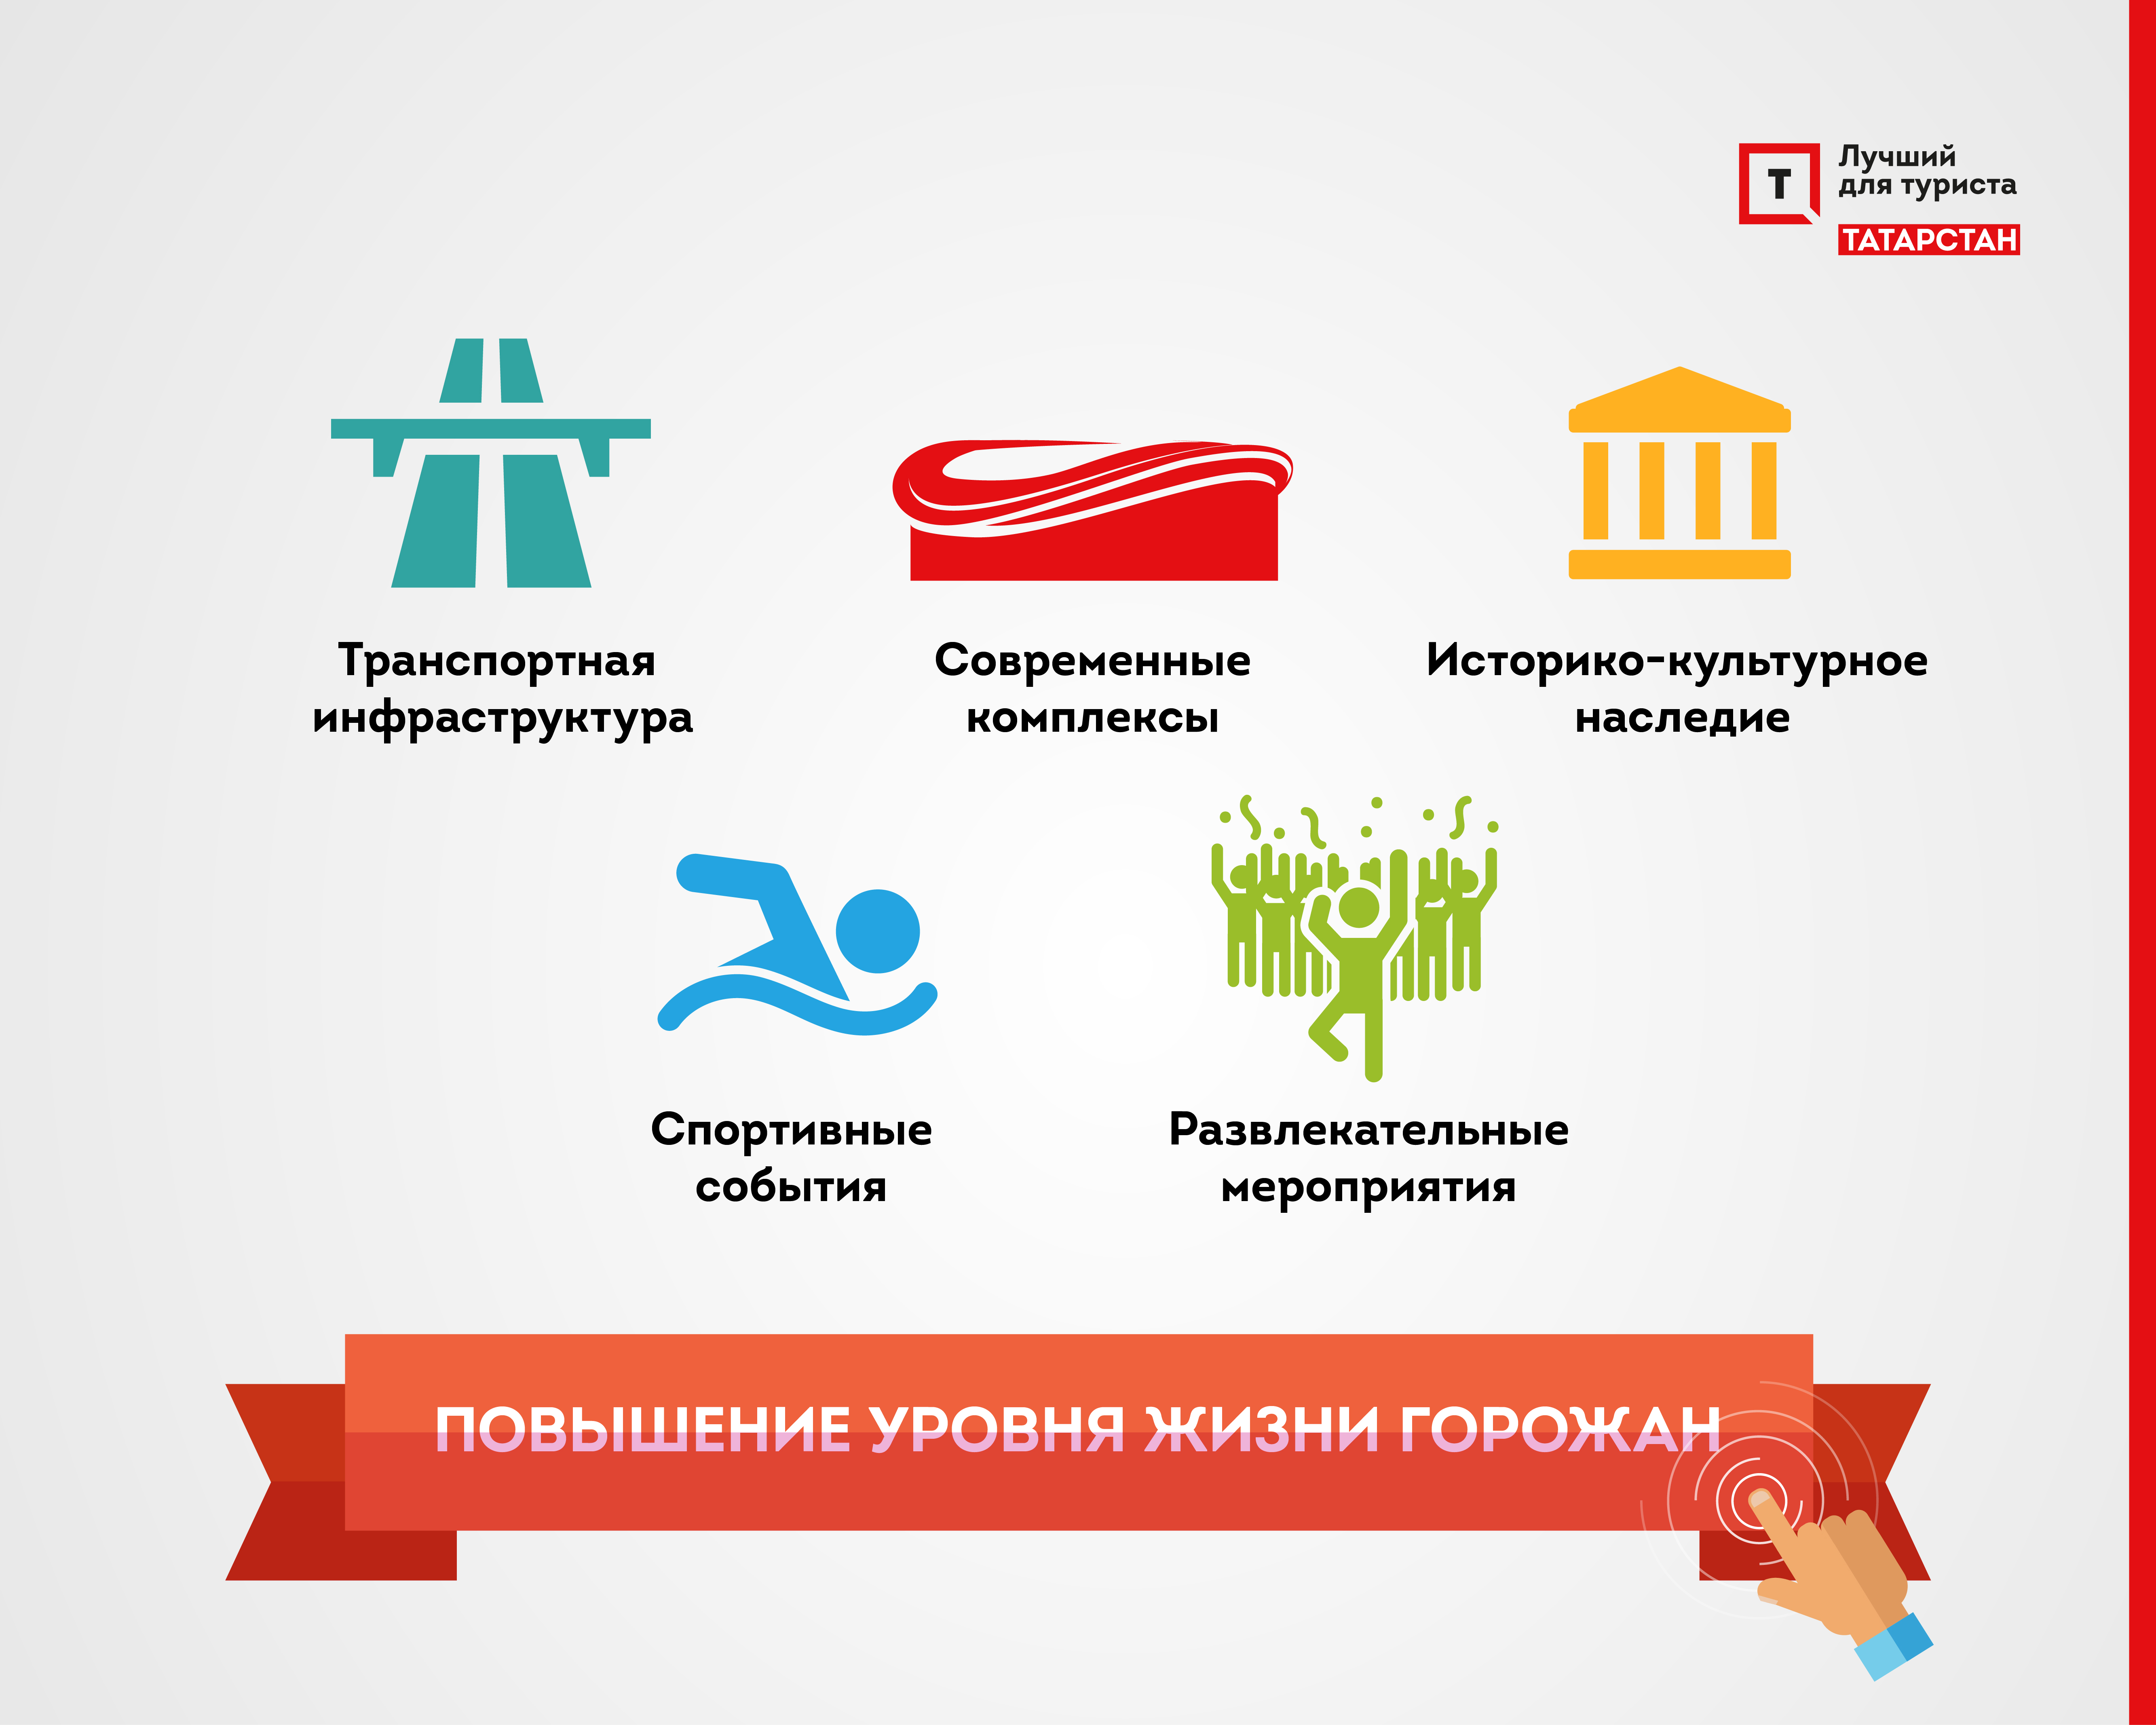 Т
Лучший
для туриста
ТАТАРСТАН
Транспортная
инфраструктура
Современные
комплексы
Историко-культурное
наследие
Спортивные
события
Развлекательные
мероприятия
ПОВЫШЕНИЕ УРОВНЯ ЖИЗНИ ГОРОЖАН